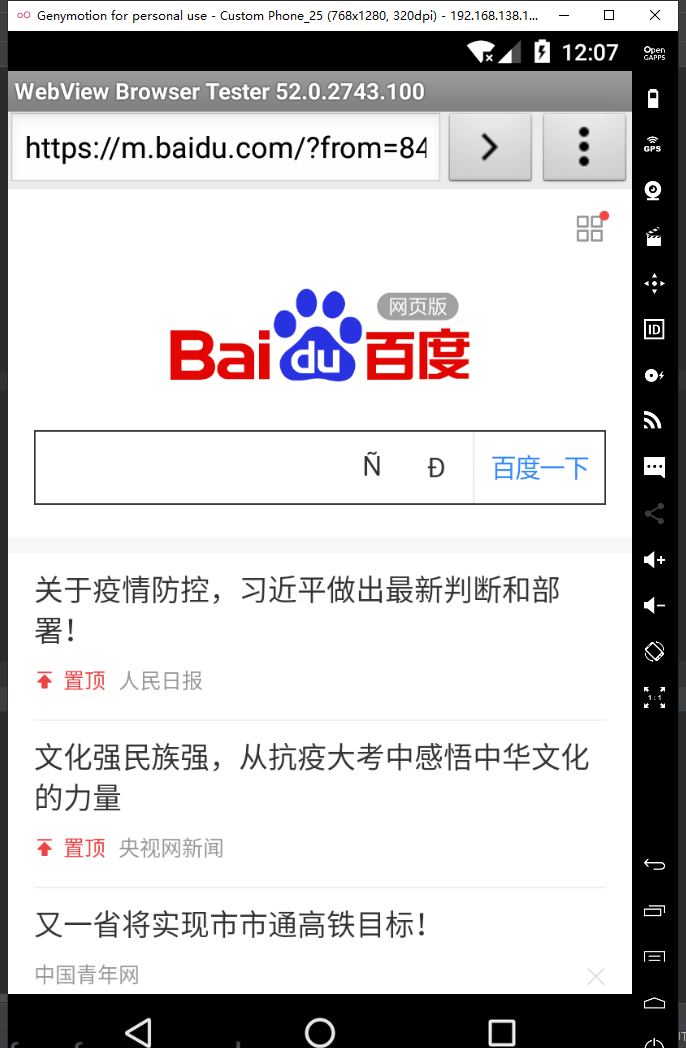 Genymotion for personal use - Custom Phone_25 (768x1280, 320dpi) - 192.168.138.1...
12:07
Open
GAPPS
WebView Browser Tester 52.0.2743.100
https://m.baidu.com/?from=84
GPS
网页版
Bai du 百度
ID
Ñ Đ 百度一下
关于疫情防控，习近平做出最新判断和部
署！
置顶 人民日报
1:1
文化强民族强，从抗疫大考中感悟中华文化
的力量
置顶 央视网新闻
又一省将实现市市通高铁目标！
中国青年网